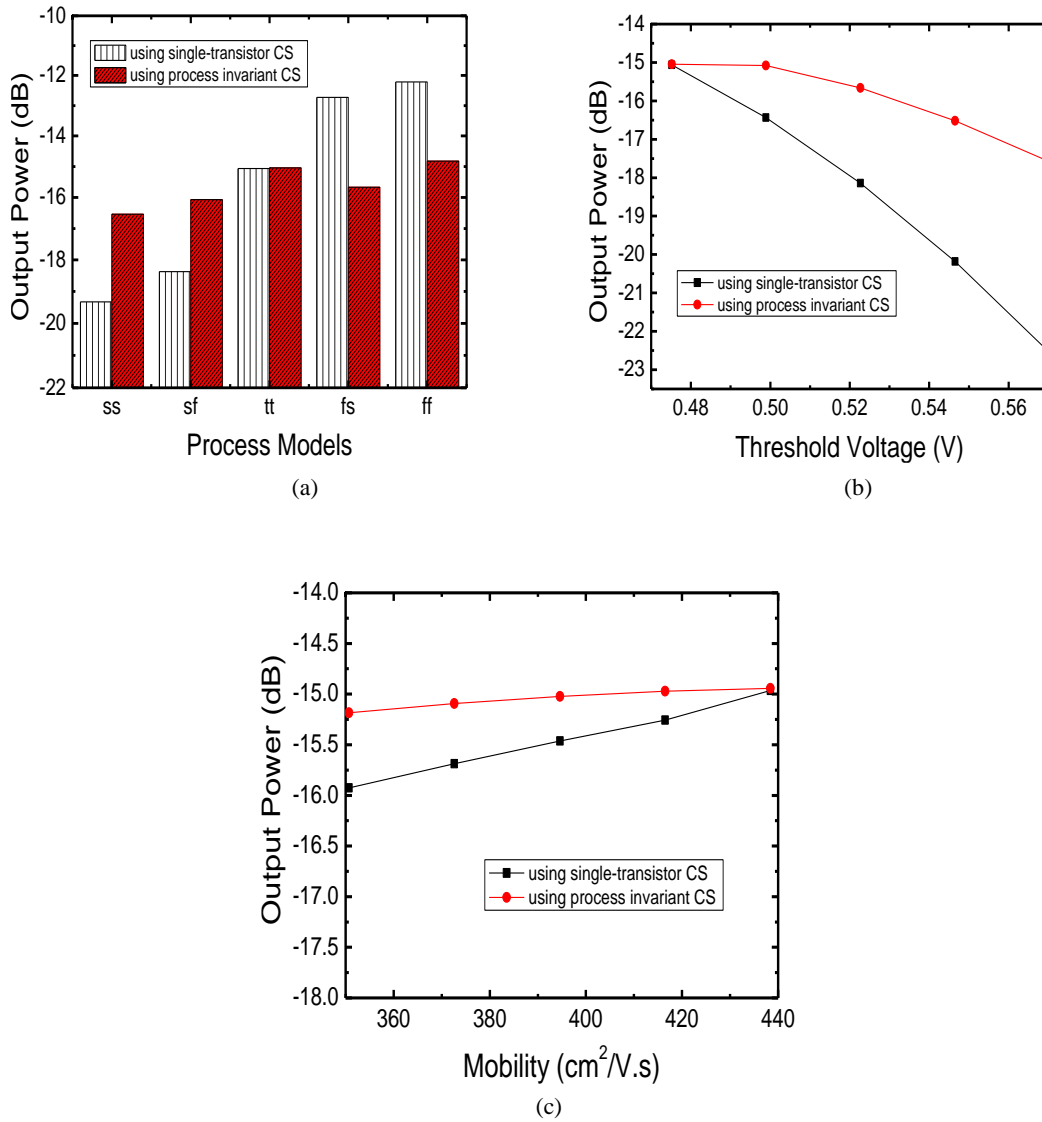 -10
-12
-14
-16
-18
-20
-22
Output Power (dB)
using single-transistor CS
using process invariant CS
ss sf tt fs ff
Process Models
(a)
-14
-15
-16
-17
-18
-20
-21
-22
-23
Output Power (dB)
using single-transistor CS
using process invariant CS
0.48 0.50 0.52 0.54 0.56
Threshold Voltage (V)
(b)
-14.0
-14.5
-15.0
-15.5
-16.0
-16.5
-17.0
-17.5
-18.0
Output Power (dB)
using single-transistor CS
using process invariant CS
360 380 400 420 440
Mobility (cm²/V.s)
(c)